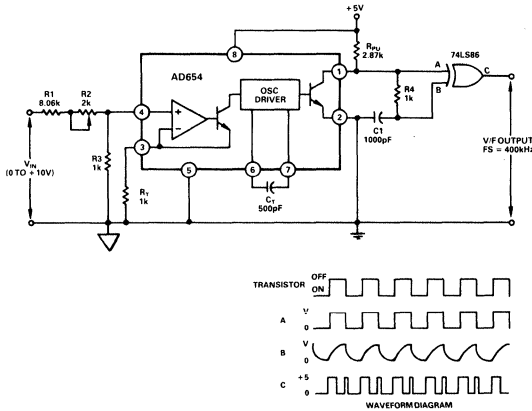 +5V
8
RPU
2.87k
74LS86
AD654
1
A
C
R1
8.06k
R2
2k
OSC
DRIVER
R4
1k
B
4
+
2
C1
1000pF
3
−
V/F OUTPUT
FS = 400kHz
VIN
(0 TO +10V)
R3
1k
5
6
7
RT
1k
CT
500pF
TRANSISTOR OFF
ON
A V
0
B V
0
C +5
0
WAVEFORM DIAGRAM